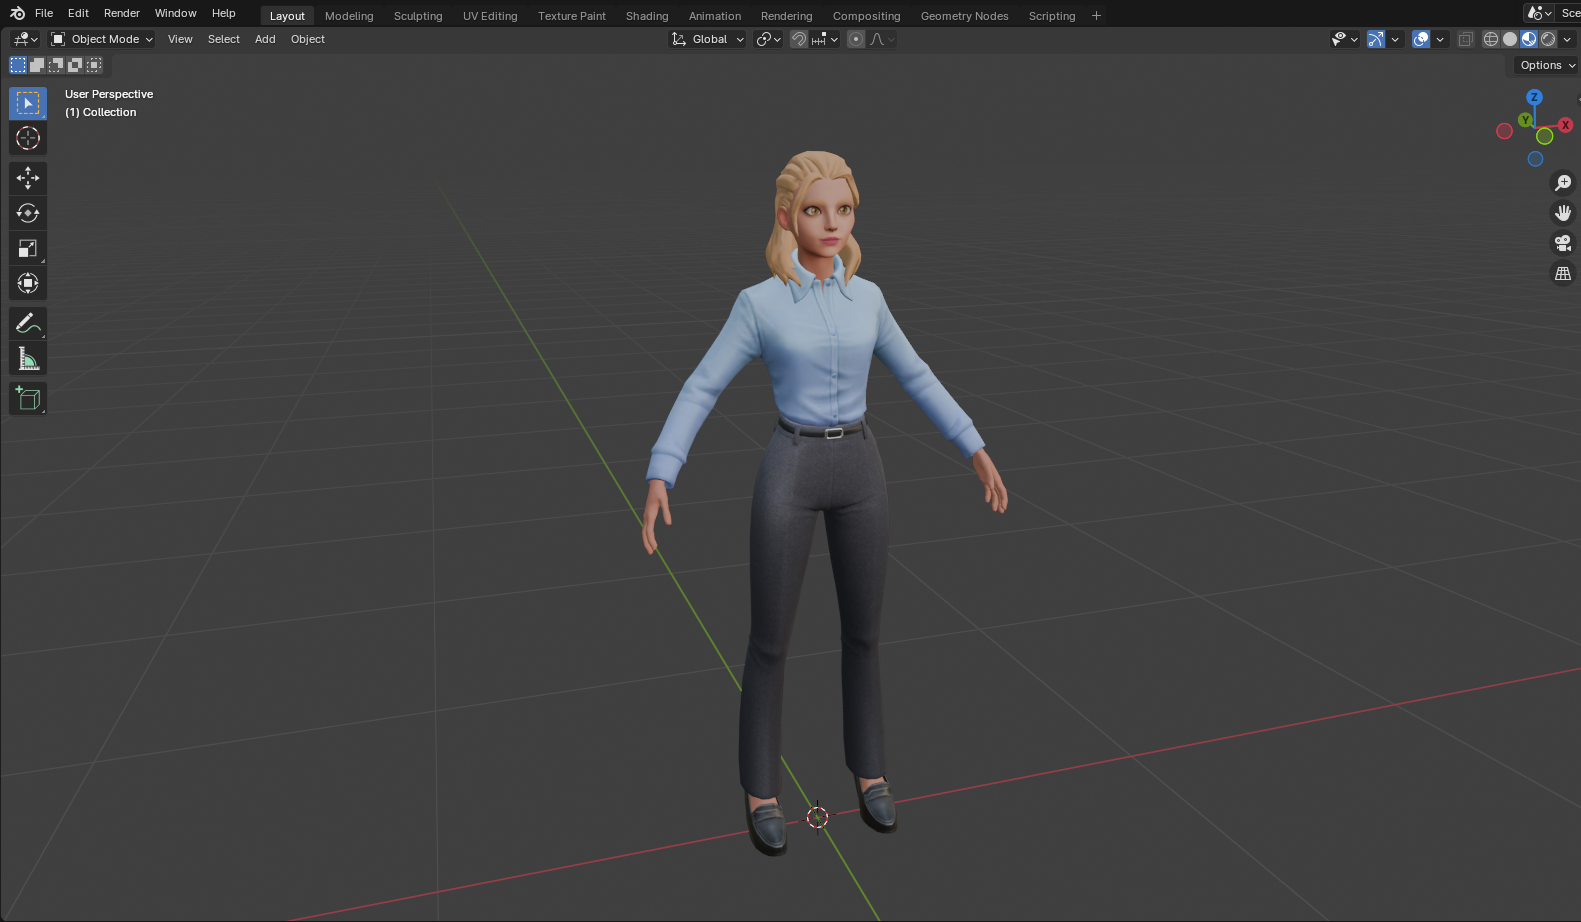 File Edit Render Window Help Layout Modeling Sculpting UV Editing Texture Paint Shading Animation Rendering Compositing Geometry Nodes Scripting + Sce
Object Mode View Select Add Object Global
Options
User Perspective
(1) Collection
Z
Y X